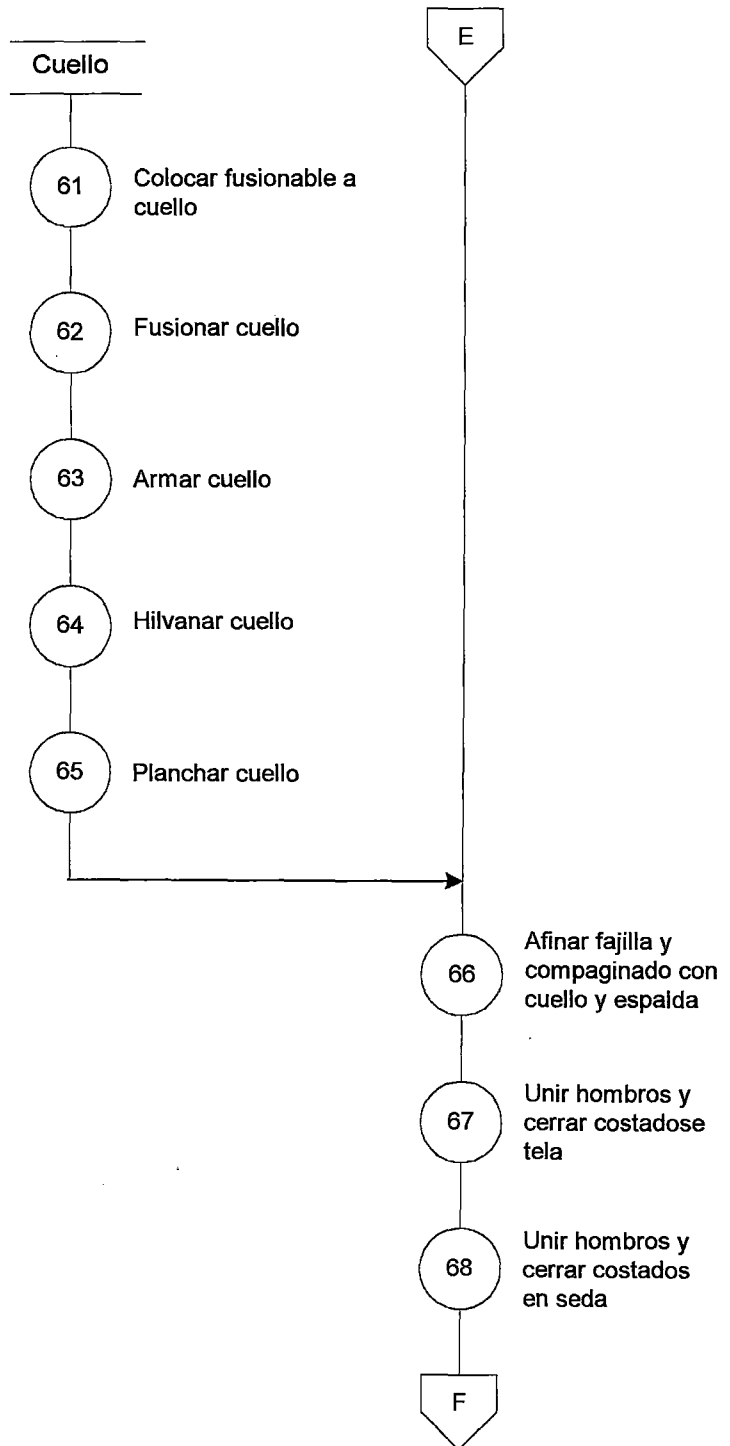 E
Cuello
61
Colocar fusionable a
cuello
62
Fusionar cuello
63
Armar cuello
64
Hilvanar cuello
65
Planchar cuello
66
Afinar fajilla y
compaginado con
cuello y espalda
67
Unir hombros y
cerrar costadose
tela
68
Unir hombros y
cerrar costados
en seda
F